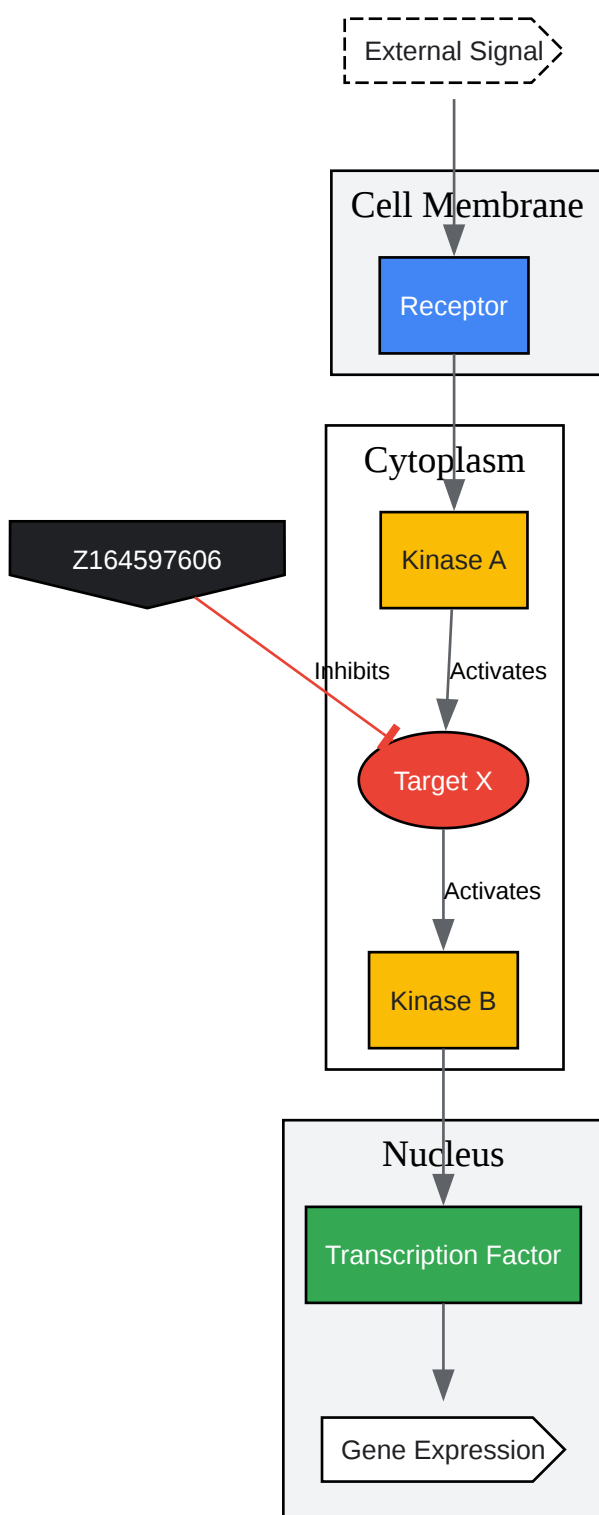 External Signal
Cell Membrane
Receptor
Cytoplasm
Z164597606
Kinase A
Inhibits
Activates
Target X
Activates
Kinase B
Nucleus
Transcription Factor
Gene Expression